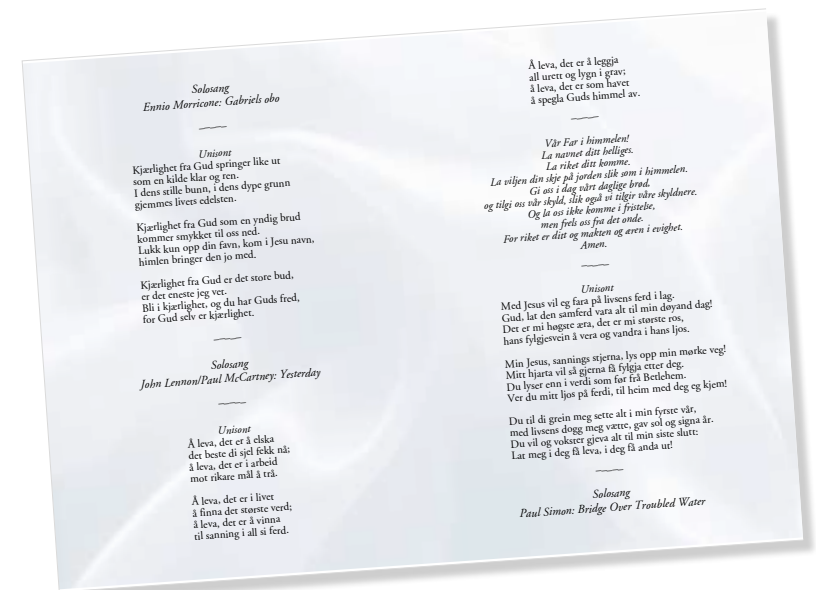 Solosang
Ennio Morricone: Gabriels obo
Unisont
Kjærlighet fra Gud springer like ut
som en kilde klar og ren.
I dens stille bunn, i dens dype grunn
gjemmes livets edelsten.
Kjærlighet fra Gud som en yndig brud
kommer smykket til oss ned.
Lukk kun opp din favn, kom i Jesu navn,
himlen bringer den jo med.
Kjærlighet fra Gud er det store bud,
er det eneste jeg vet.
Bli i kjærlighet, og du har Guds fred,
for Gud selv er kjærlighet.
Solosang
John Lennon/Paul McCartney: Yesterday
Unisont
Å leva, det er å elska
det beste di sjel fekk nå;
å leva, det er i arbeid
mot rikare mål å trå.
Å leva, det er i livet
å finna det største verd;
å leva, det er å vinna
til sanning i all si ferd.
Å leva, det er å leggja
all urett og lygn i grav;
å leva, det er som havet
å spegla Guds himmel av.
Vår Far i himmelen!
La navnet ditt helliges.
La riket ditt komme.
La viljen din skje på jorden slik som i himmelen.
Gi oss i dag vårt daglige brød,
og tilgi oss vår skyld, slik også vi tilgir våre skyldnere.
Og la oss ikke komme i fristelse,
men frels oss fra det onde.
For riket er ditt og makten og æren i evighet.
Amen.
Unisont
Med Jesus vil eg fara på livsens ferd i lag.
Gud, lat den samferd vara alt til min døyand dag!
Det er mi høgste æra, det er mi største ros,
hans fylgjesvein å vera og vandra i hans ljos.
Min Jesus, sannings stjerna, lys opp min mørke veg!
Mitt hjarta vil så gjerna få fylgja etter deg.
Du lyser enn i verdi som før frå Betlehem.
Ver du mitt ljos på ferdi, til heim med deg eg kjem!
Du til di grein meg sette alt i min fyrste vår,
med livsens dogg meg vætte, gav sol og signa år.
Du vil og vokster gjeva alt til min siste slutt:
Lat meg i deg få leva, i deg få anda ut!
Solosang
Paul Simon: Bridge Over Troubled Water